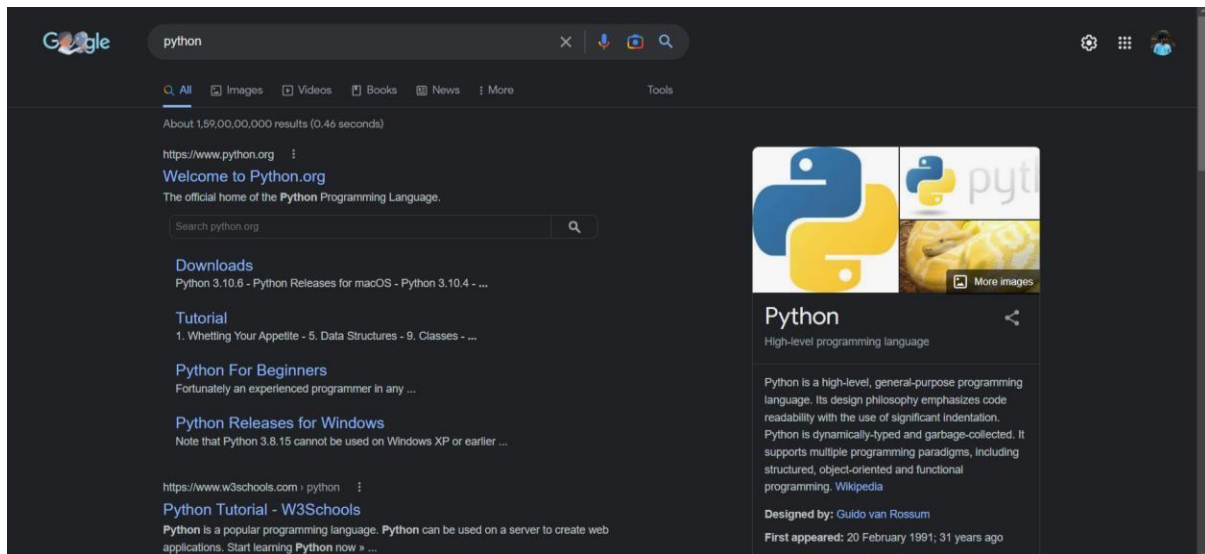 Google
python
All Images Videos Books News More Tools
About 1,59,00,00,000 results (0.46 seconds)
https://www.python.org
Welcome to Python.org
The official home of the Python Programming Language.
Search python.org
Downloads
Python 3.10.6 - Python Releases for macOS - Python 3.10.4 - ...
Tutorial
1. Whetting Your Appetite - 5. Data Structures - 9. Classes - ...
Python For Beginners
Fortunately an experienced programmer in any ...
Python Releases for Windows
Note that Python 3.8.15 cannot be used on Windows XP or earlier ...
https://www.w3schools.com › python
Python Tutorial - W3Schools
Python is a popular programming language. Python can be used on a server to create web
applications. Start learning Python now » ...
pyth
More images
Python
High-level programming language
Python is a high-level, general-purpose programming
language. Its design philosophy emphasizes code
readability with the use of significant indentation.
Python is dynamically-typed and garbage-collected. It
supports multiple programming paradigms, including
structured, object-oriented and functional
programming. Wikipedia
Designed by: Guido van Rossum
First appeared: 20 February 1991; 31 years ago